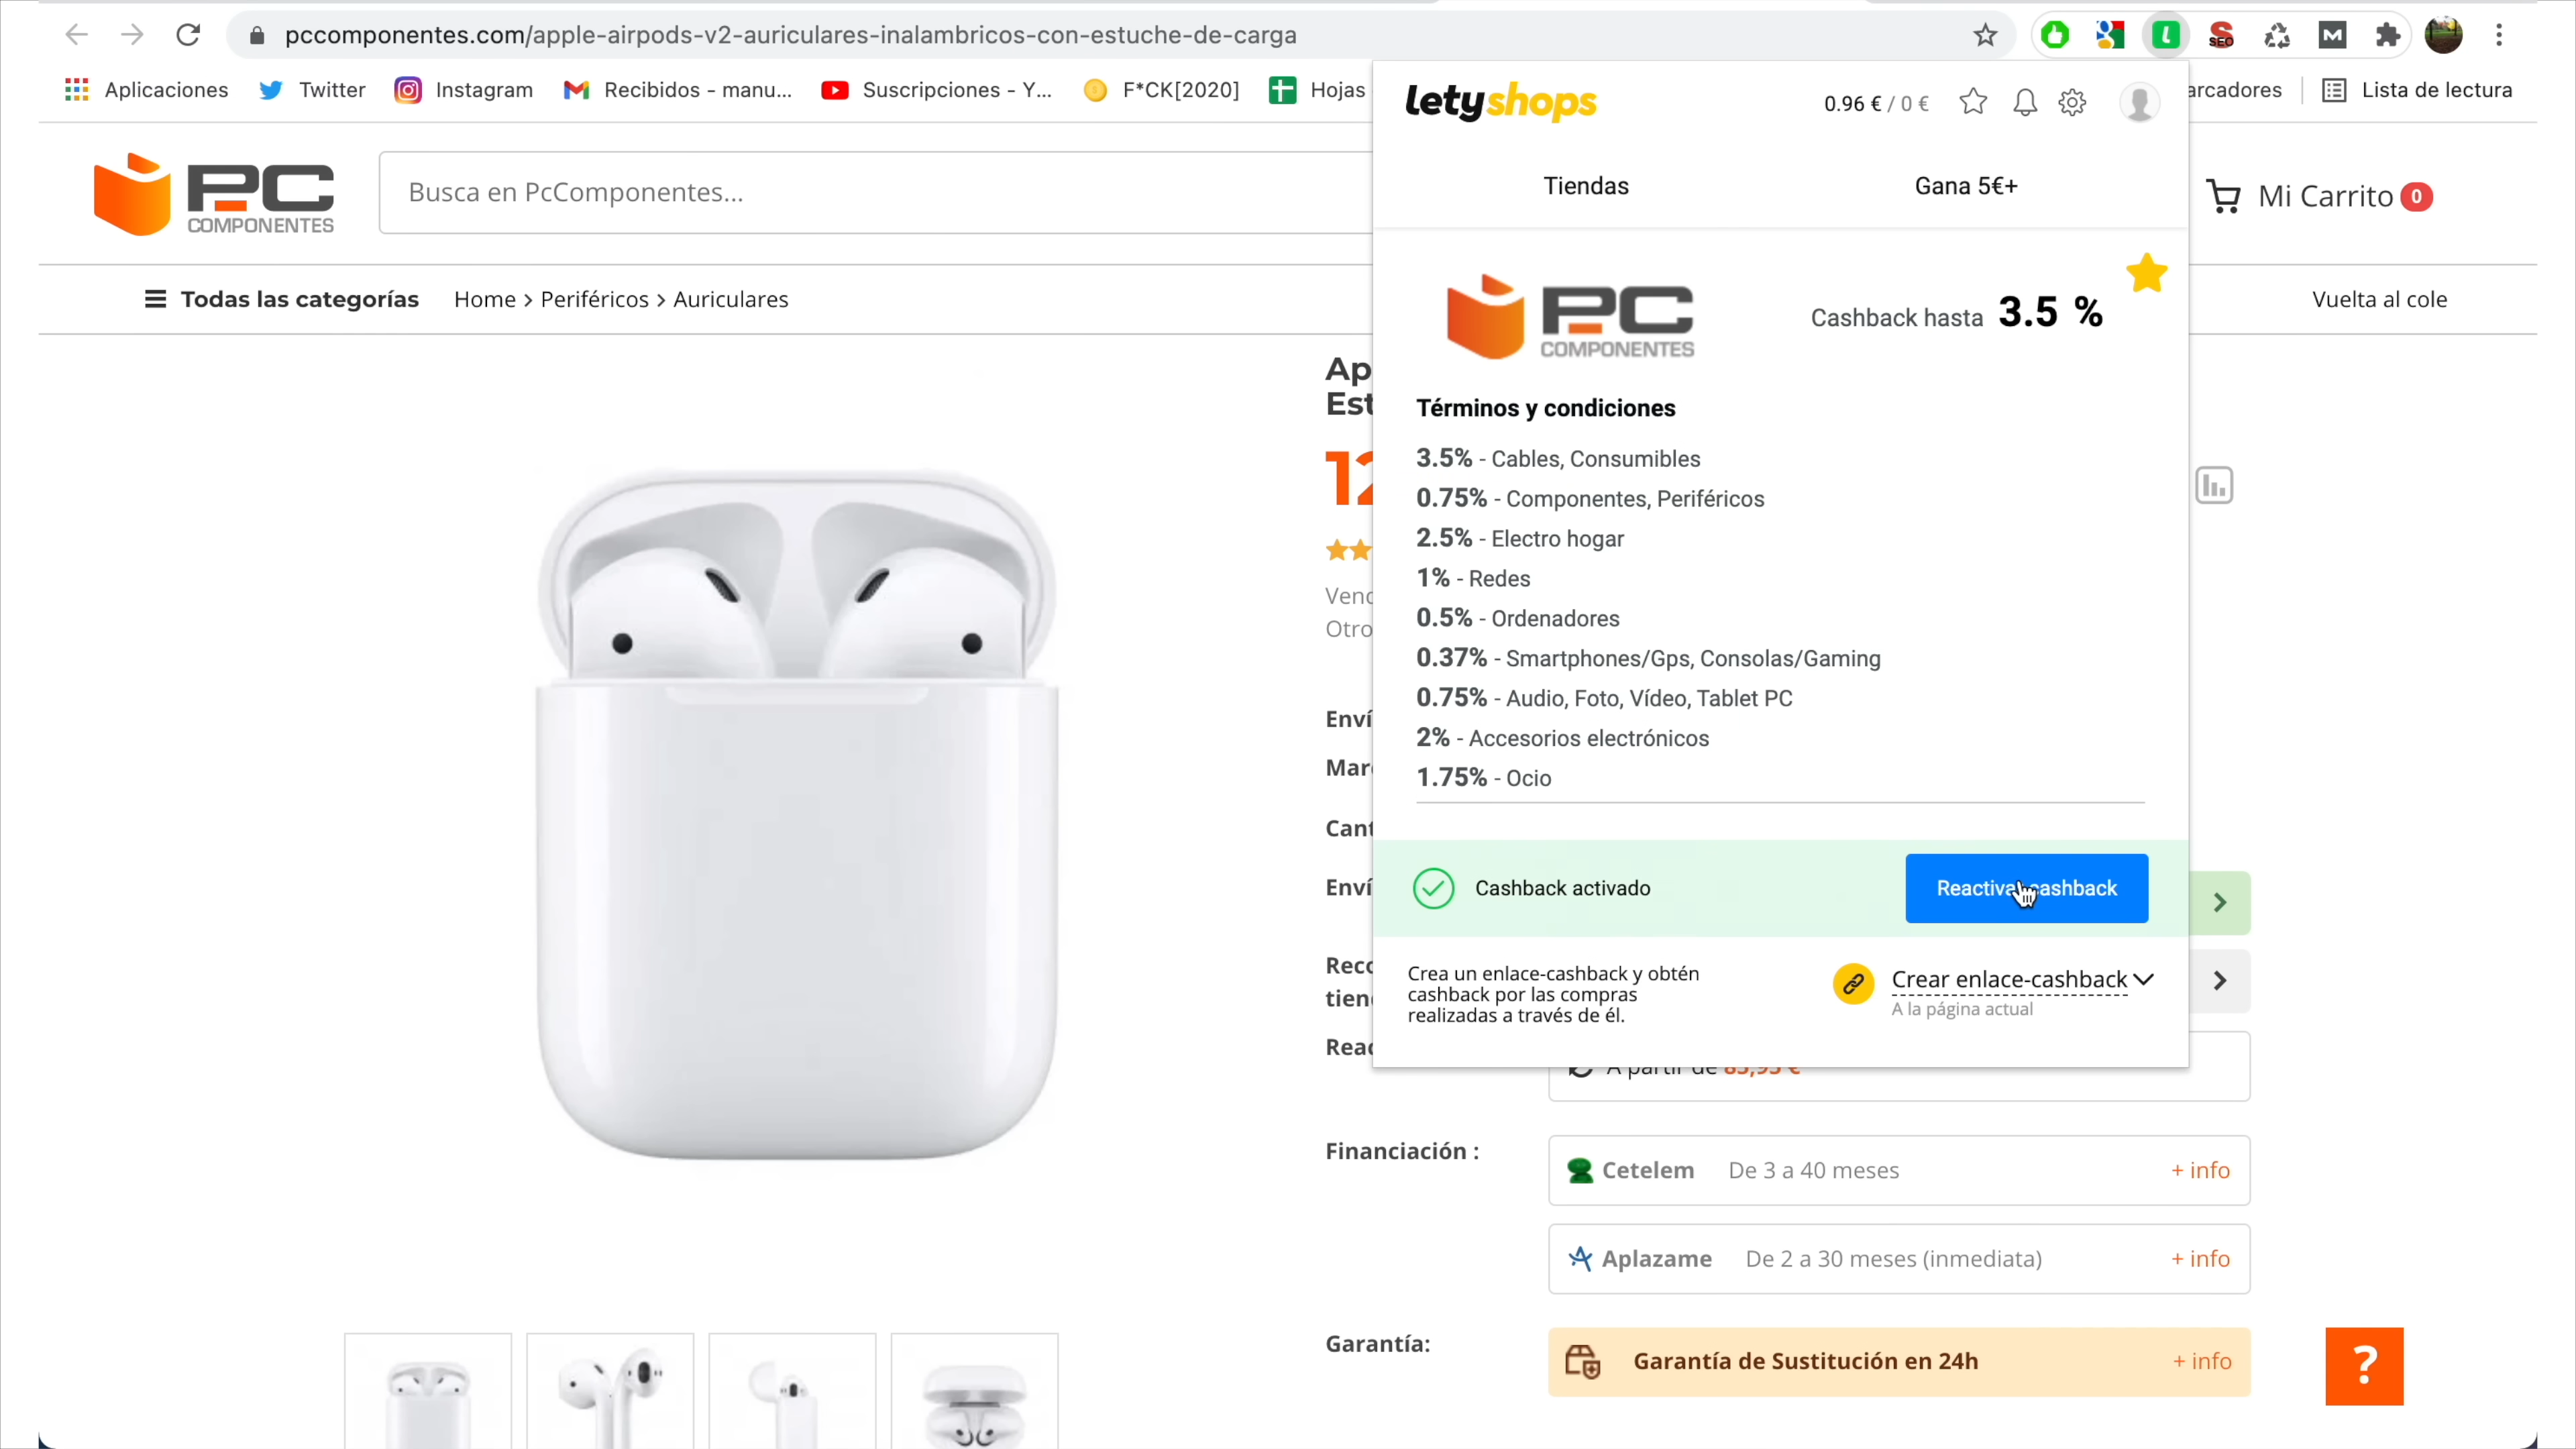 pccomponentes.com/apple-airpods-v2-auriculares-inalambricos-con-estuche-de-carga
Aplicaciones Twitter Instagram Recibidos - manu... Suscripciones - Y... F*CK[2020] Hojas arcadores Lista de lectura
PC COMPONENTES
Busca en PcComponentes...
Mi Carrito 0
Todas las categorías Home > Periféricos > Auriculares Vuelta al cole
letyshops 0.96 € / 0 €
Tiendas Gana 5€+
PC COMPONENTES
Cashback hasta 3.5 %
Términos y condiciones
3.5% - Cables, Consumibles
0.75% - Componentes, Periféricos
2.5% - Electro hogar
1% - Redes
0.5% - Ordenadores
0.37% - Smartphones/Gps, Consolas/Gaming
0.75% - Audio, Foto, Vídeo, Tablet PC
2% - Accesorios electrónicos
1.75% - Ocio
Cashback activado
cashback
Crea un enlace-cashback y obtén
cashback por las compras
realizadas a través de él.
Crear enlace-cashback
A la página actual
Ap
Est
12
Otro
Financiación :
Cetelem De 3 a 40 meses + info
Aplazame De 2 a 30 meses (inmediata) + info
Garantía:
Garantía de Sustitución en 24h + info
?